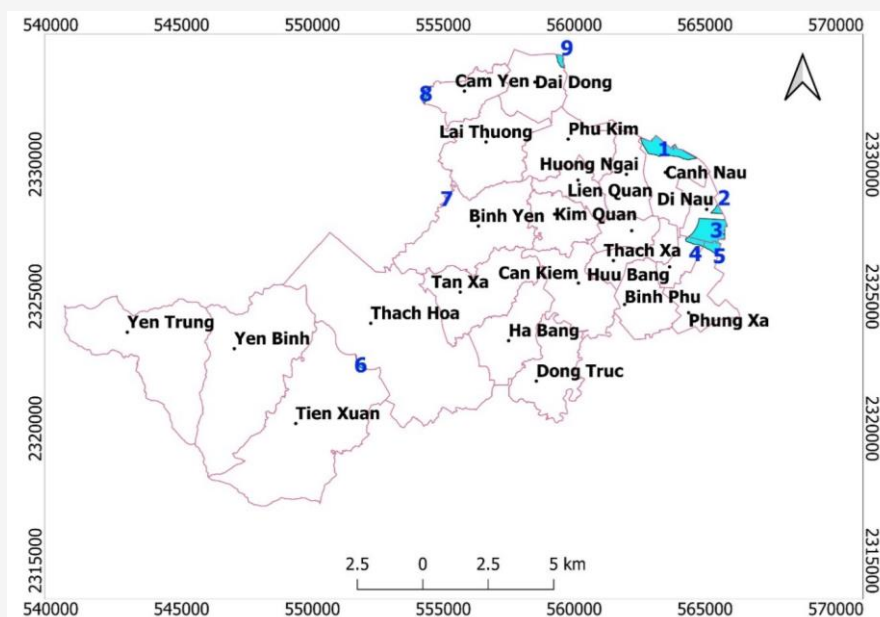 540000 545000 550000 555000 560000 565000 570000
9
8
Cam Yen Dai Dong
Lai Thuong
Phu Kim
1
2330000
2330000
Huong Ngai
Canh Nau
Lien Quan
Di Nau
2
7
Binh Yen
Kim Quan
3
Thach Xa
4
5
Tan Xa
Can Kiem
Huu Bang
2325000
2325000
Binh Phu
Yen Trung
Thach Hoa
Phung Xa
Yen Binh
Ha Bang
6
Dong Truc
Tien Xuan
2320000
2320000
2.5 0 2.5 5 km
2315000
2315000
540000 545000 550000 555000 560000 565000 570000